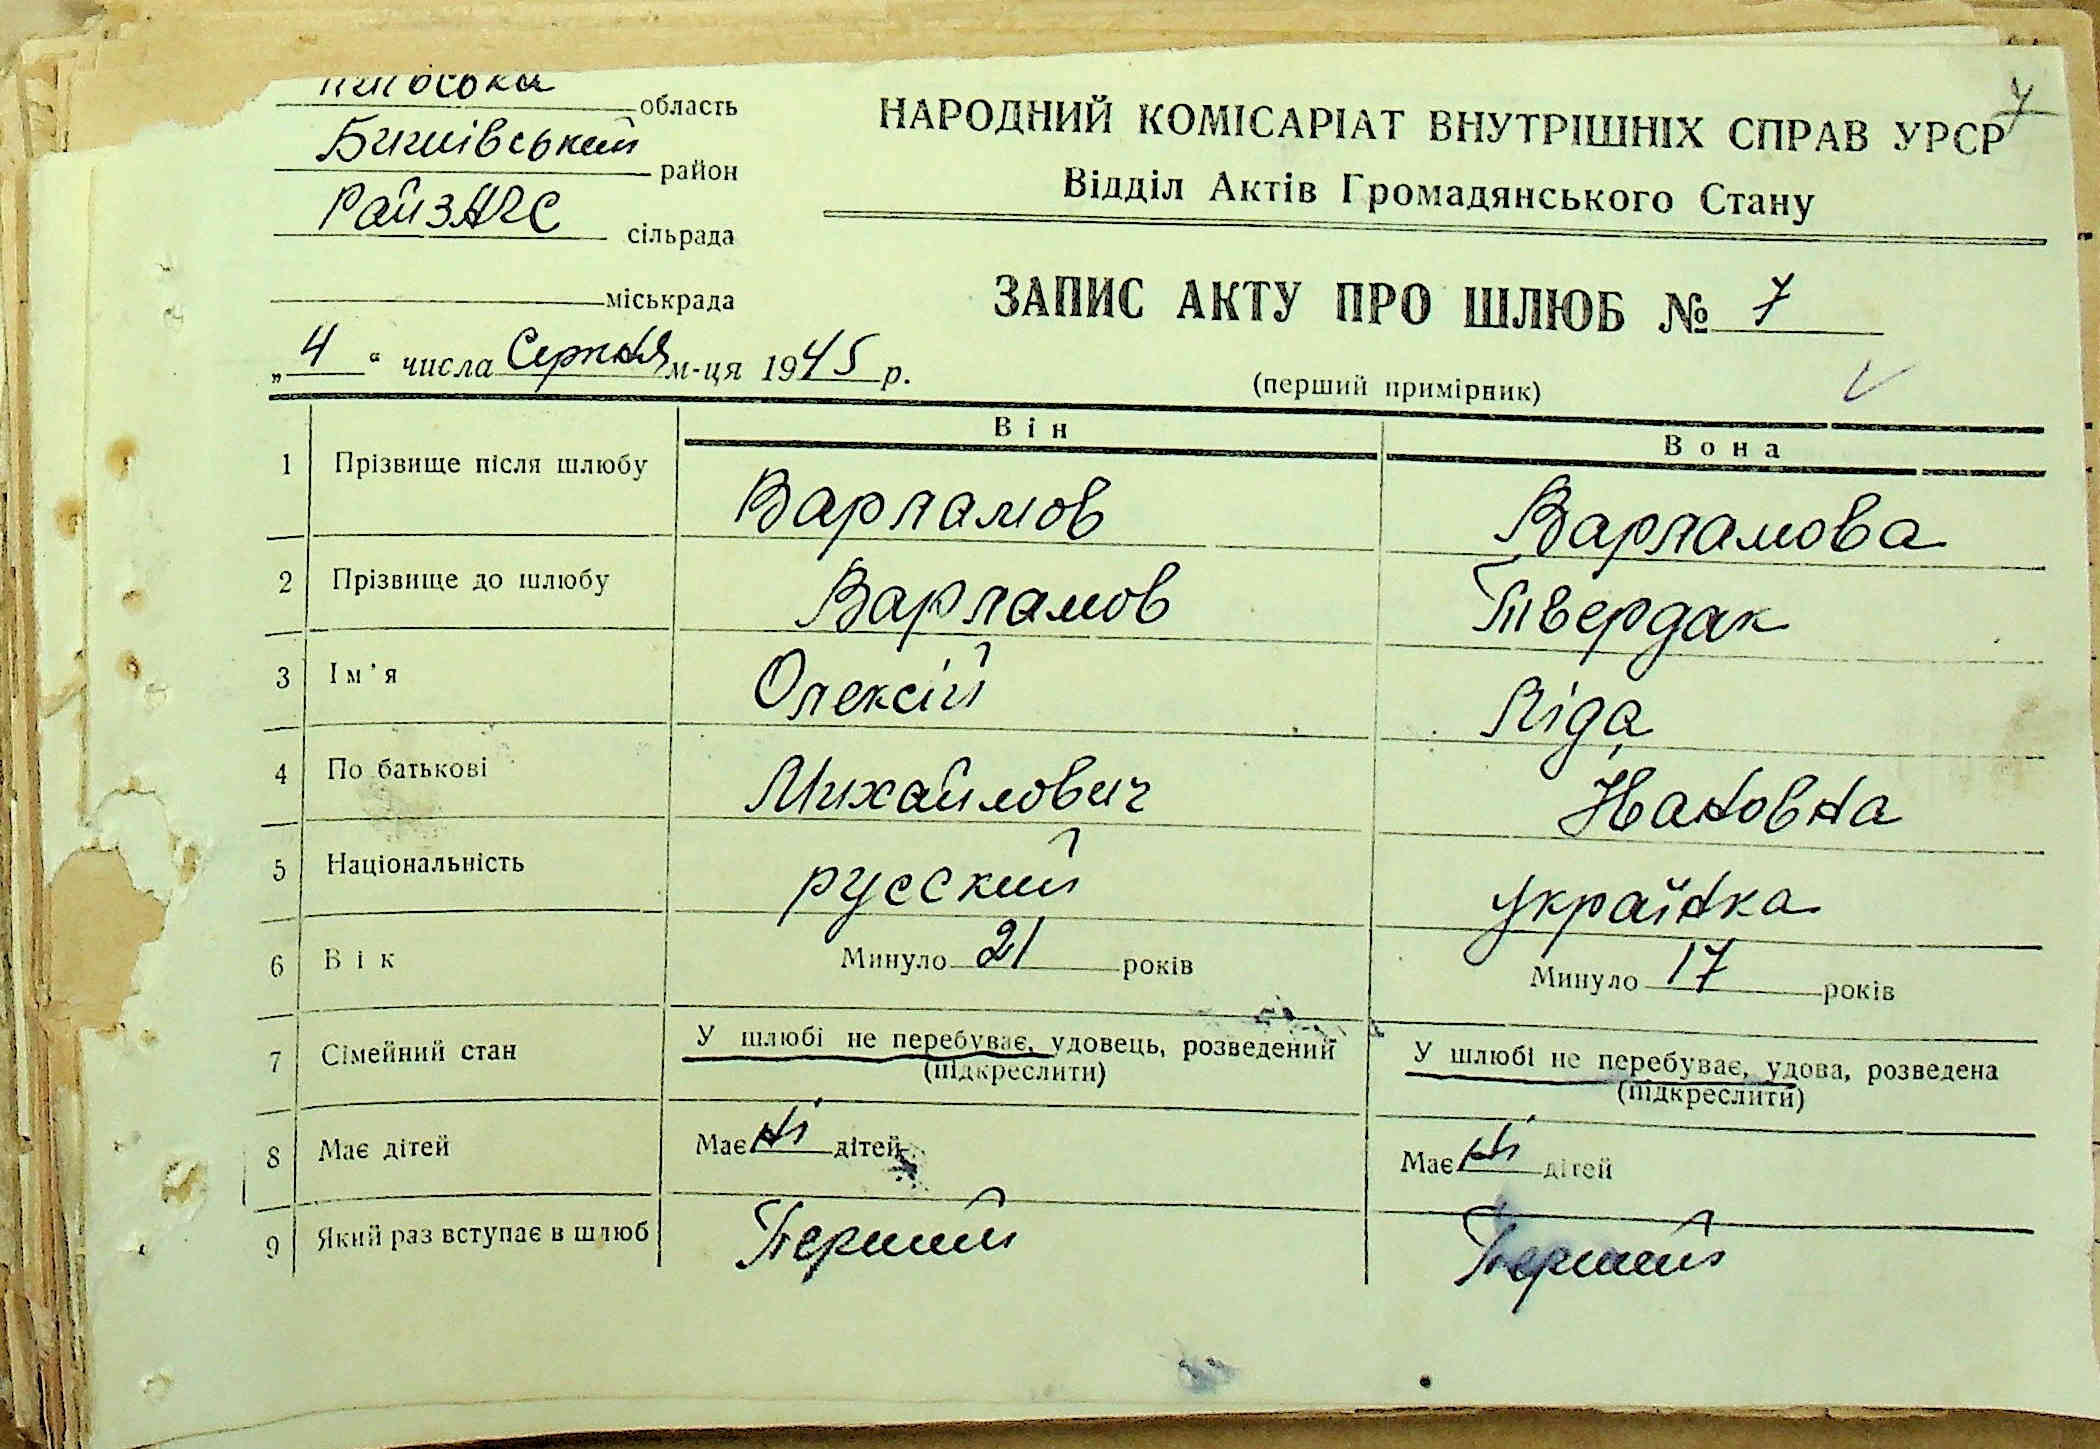 область
Бишівський район
РайЗАГС сільрада
міськрада
„4“ числа Серпня м-ця 1945 р.
7
НАРОДНИЙ КОМІСАРІАТ ВНУТРІШНІХ СПРАВ УРСР
Відділ Актів Громадянського Стану
ЗАПИС АКТУ ПРО ШЛЮБ № 7
(перший примірник)
Він Вона
1 Прізвище після шлюбу Варламов Варламова
2 Прізвище до шлюбу Варламов Твердак
3 Ім'я Олексій Ліда
4 По батькові Михайлович Івановна
5 Національність русский українка
6 Вік Минуло 21 років Минуло 17 років
7 Сімейний стан У шлюбі не перебуває, удовець, розведений У шлюбі не перебуває, удова, розведена
(підкреслити) (підкреслити)
8 Має дітей Має ні дітей Має ні дітей
9 Який раз вступає в шлюб Перший Перший